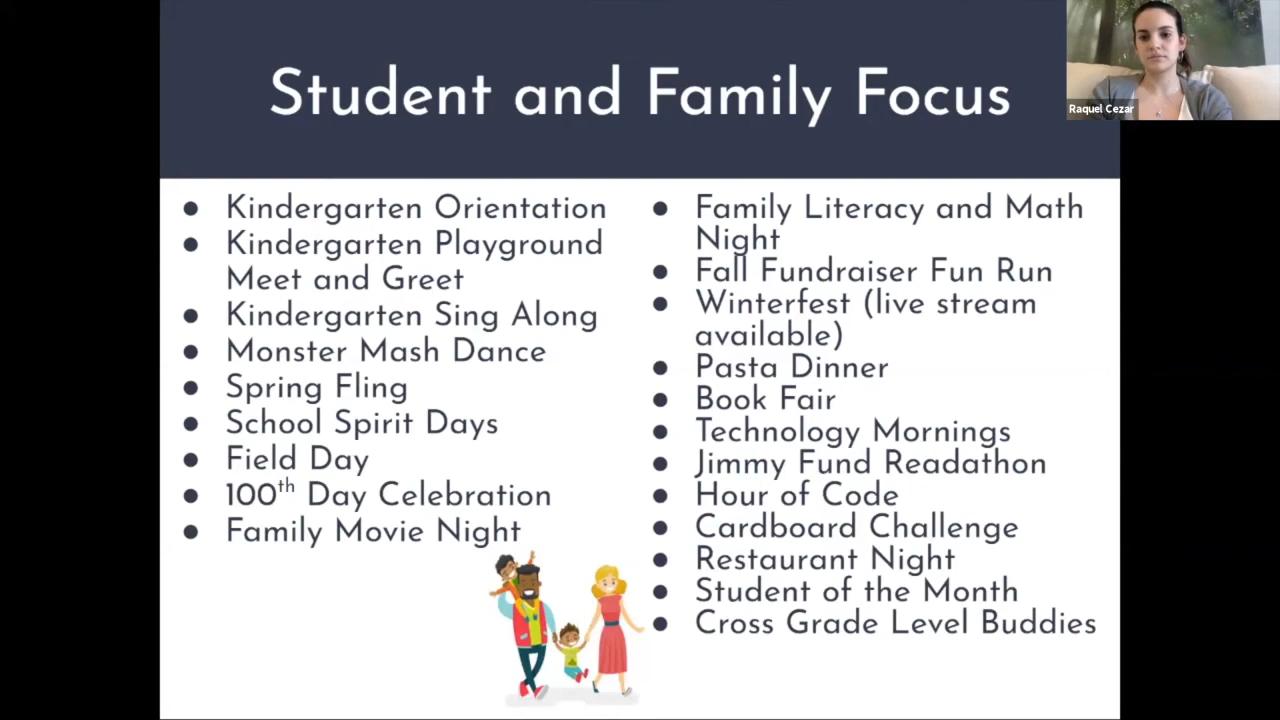 Student and Family Focus
Raquel Cezar
● Kindergarten Orientation
● Kindergarten Playground
Meet and Greet
● Kindergarten Sing Along
● Monster Mash Dance
● Spring Fling
● School Spirit Days
● Field Day
● 100th Day Celebration
● Family Movie Night
● Family Literacy and Math
Night
● Fall Fundraiser Fun Run
● Winterfest (live stream
available)
● Pasta Dinner
● Book Fair
● Technology Mornings
● Jimmy Fund Readathon
● Hour of Code
● Cardboard Challenge
● Restaurant Night
● Student of the Month
● Cross Grade Level Buddies